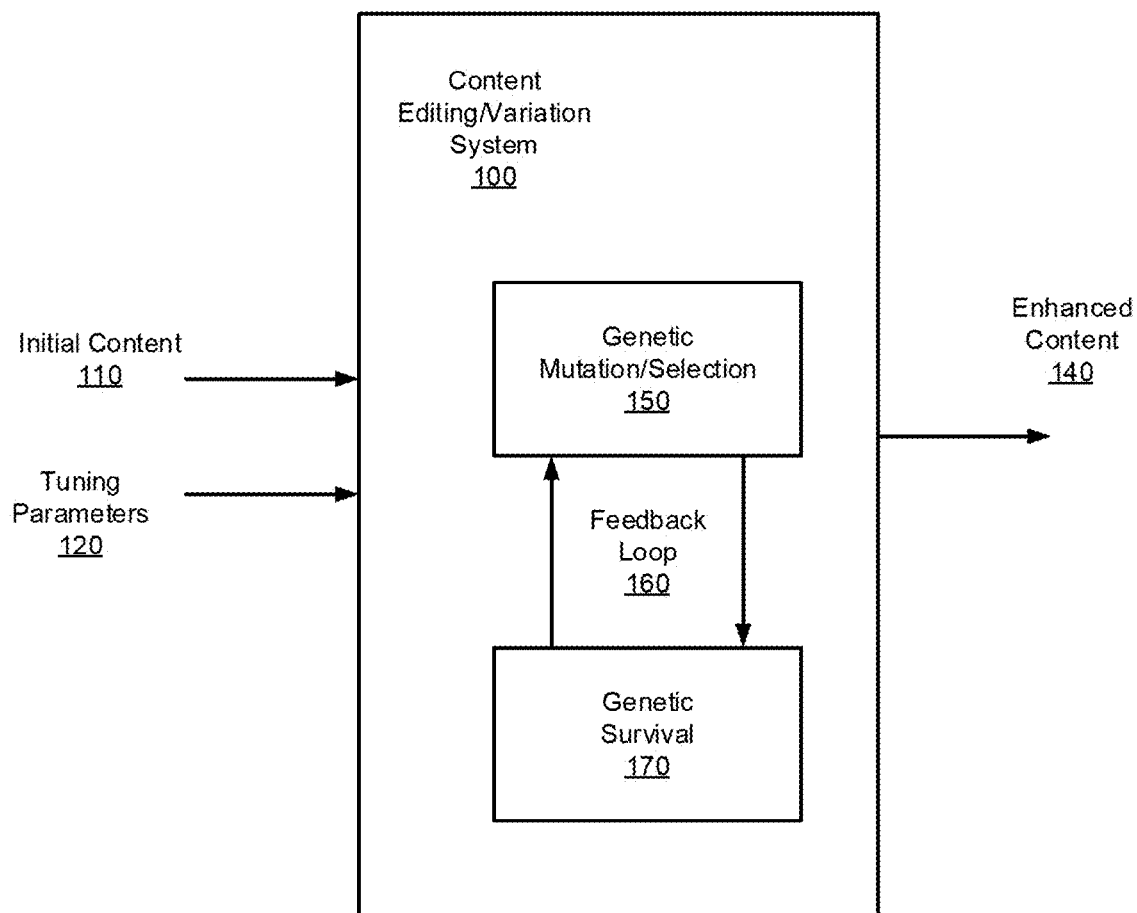 Content
Editing/Variation
System
100
Initial Content
110
Tuning
Parameters
120
Genetic
Mutation/Selection
150
Feedback
Loop
160
Genetic
Survival
170
Enhanced
Content
140